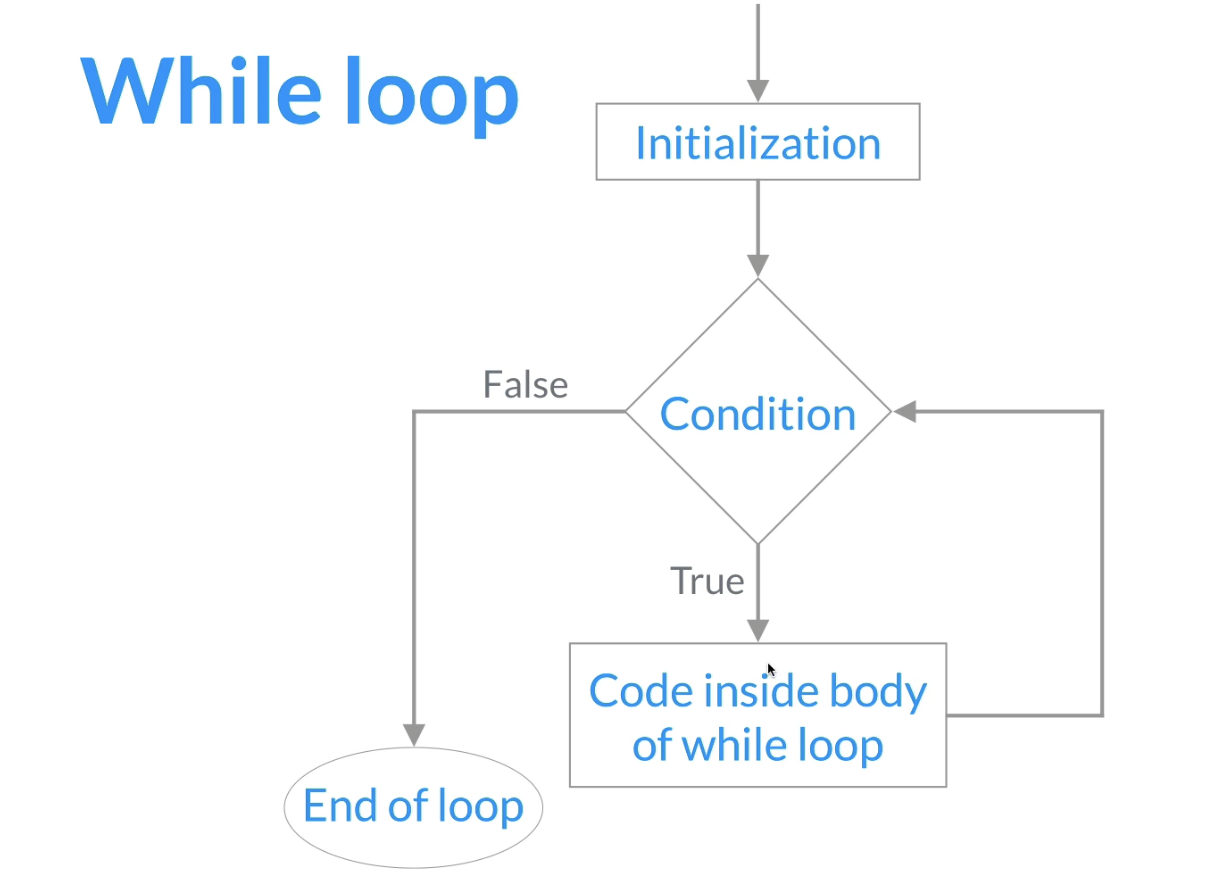 While loop
Initialization
Condition
False
True
Code inside body
of while loop
End of loop